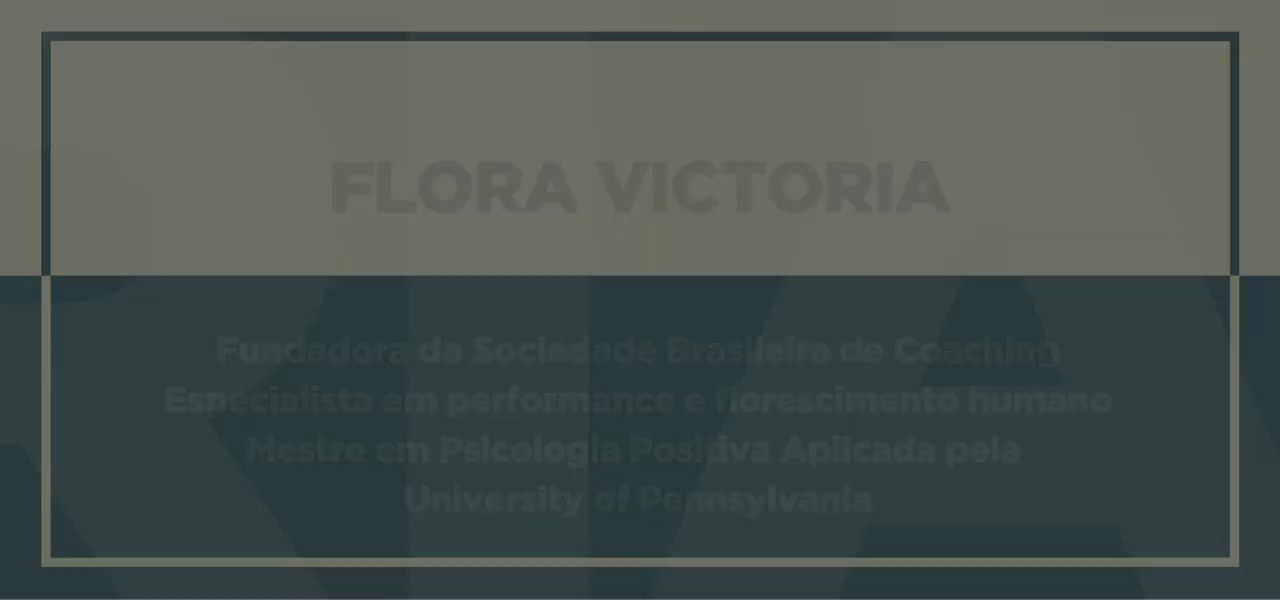 FLORA VICTORIA
Fundadora da Sociedade Brasileira de Coaching
Especialista em performance e florescimento humano
Mestre em Psicologia Positiva Aplicada pela
University of Pennsylvania